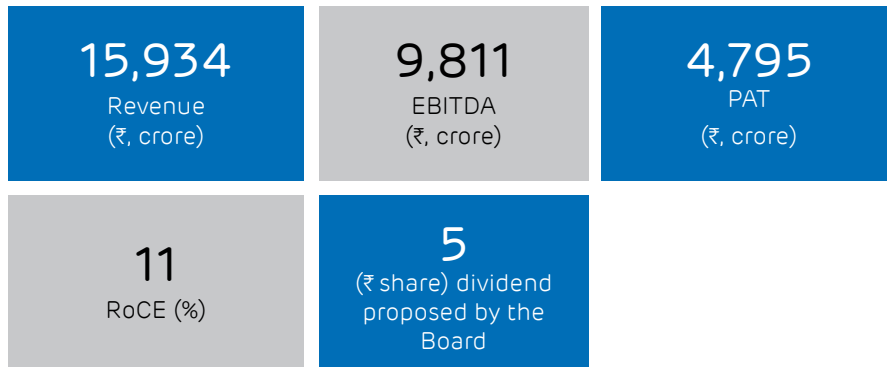 15,934
Revenue
(₹, crore)
9,811
EBITDA
(₹, crore)
4,795
PAT
(₹, crore)
11
RoCE (%)
5
(₹ share) dividend
proposed by the
Board